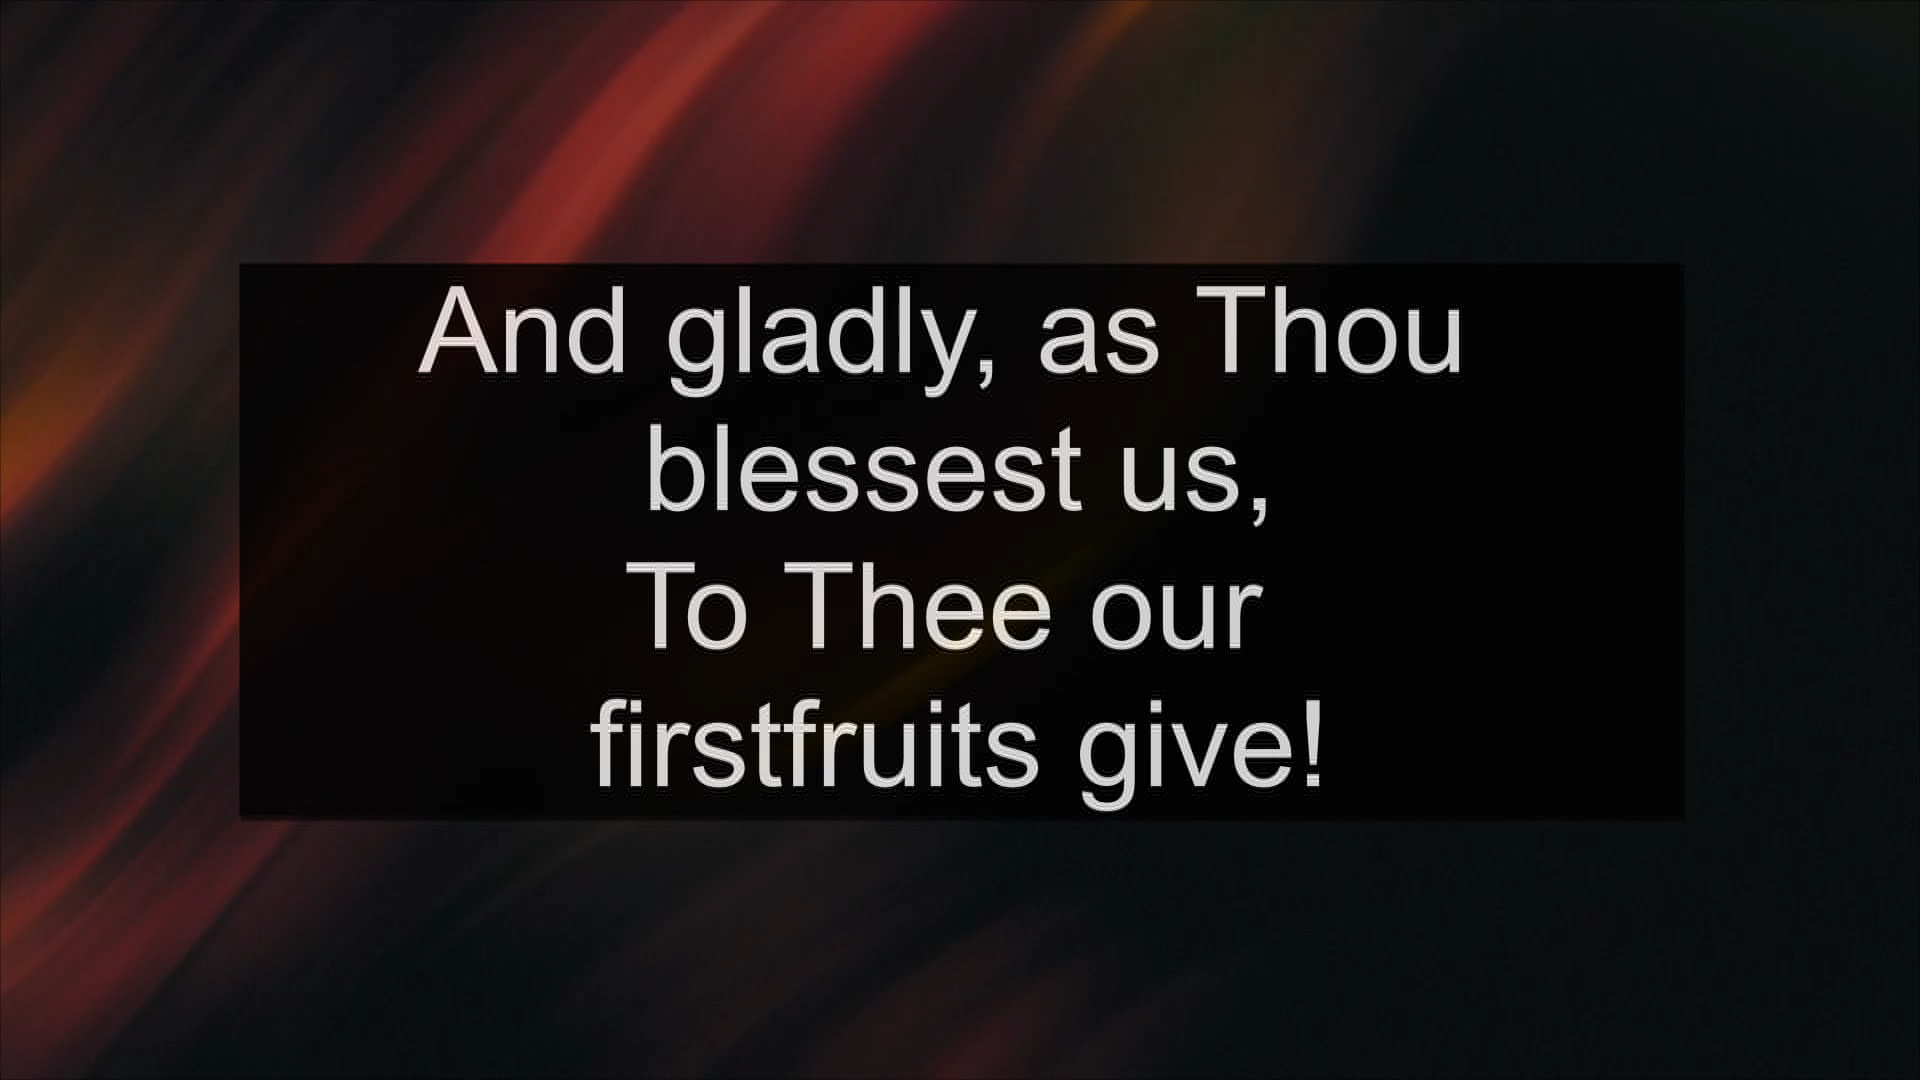 And gladly, as Thou
blessest us,
To Thee our
firstfruits give!